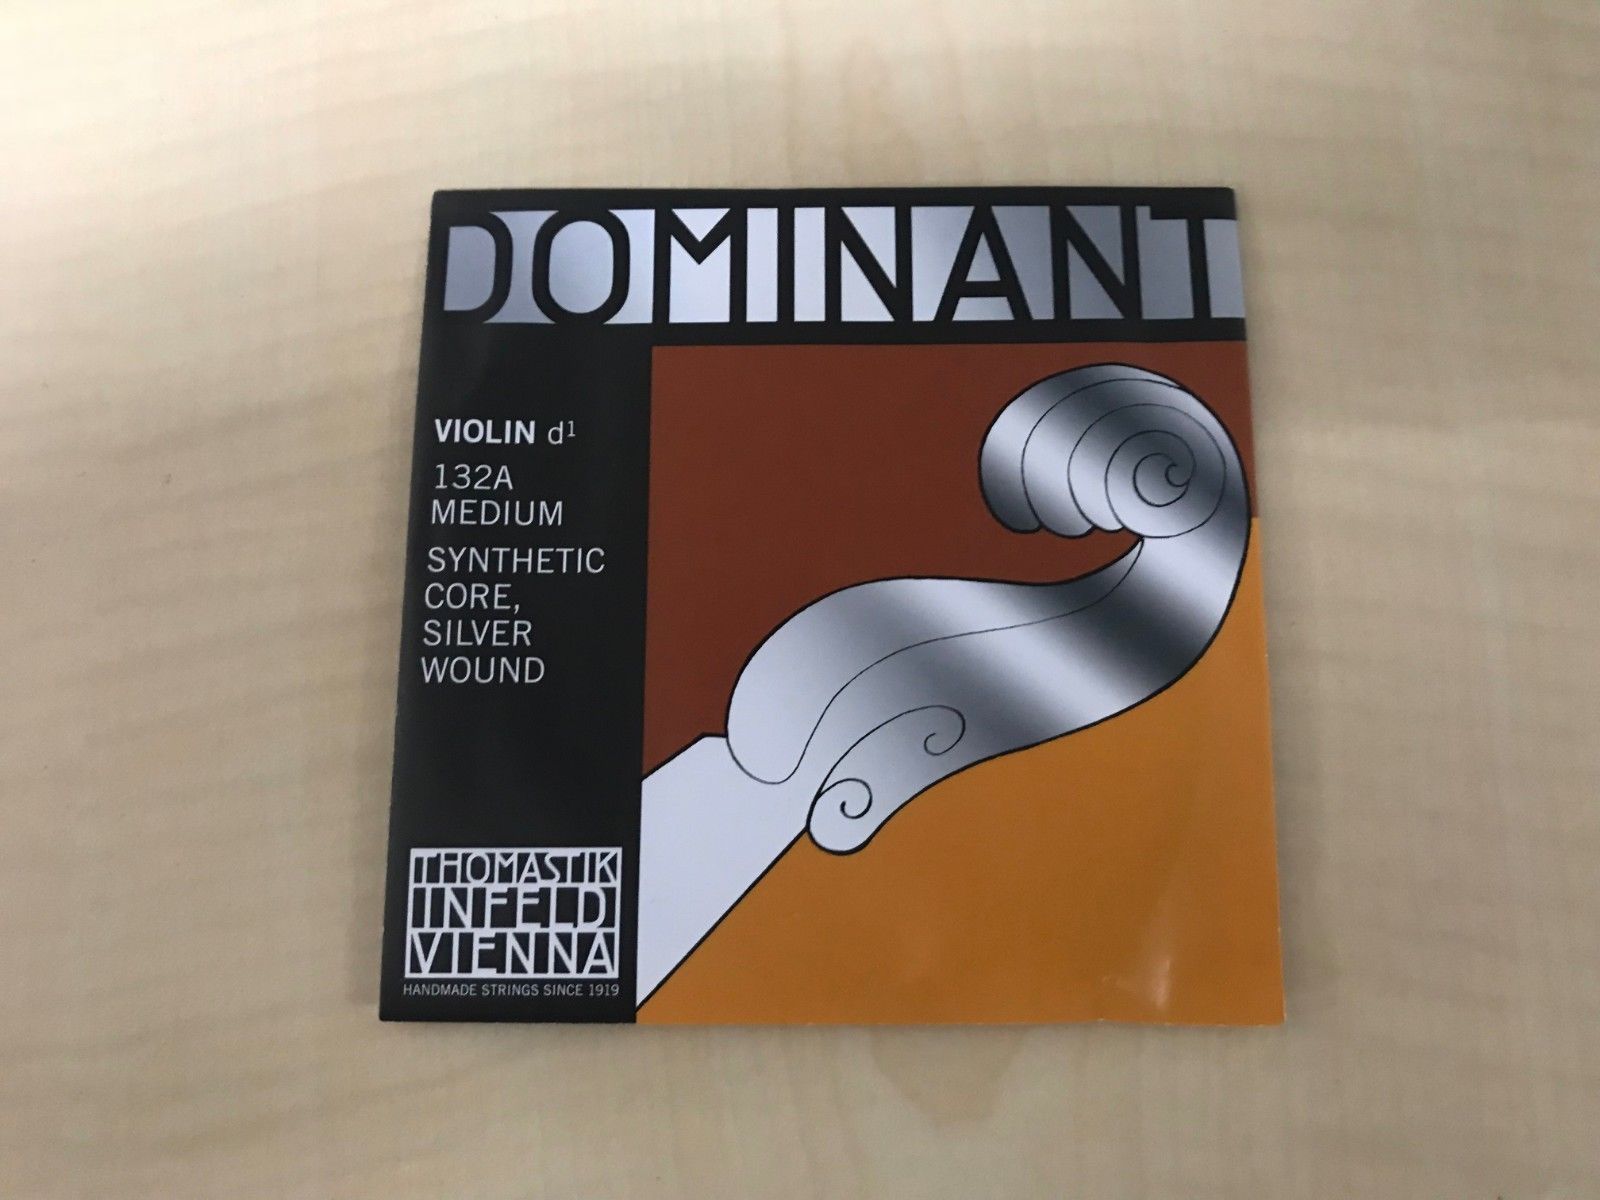 DOMINANT
VIOLIN d¹
132A
MEDIUM
SYNTHETIC
CORE,
SILVER
WOUND
THOMASTIK
INFELD
VIENNA
HANDMADE STRINGS SINCE 1919